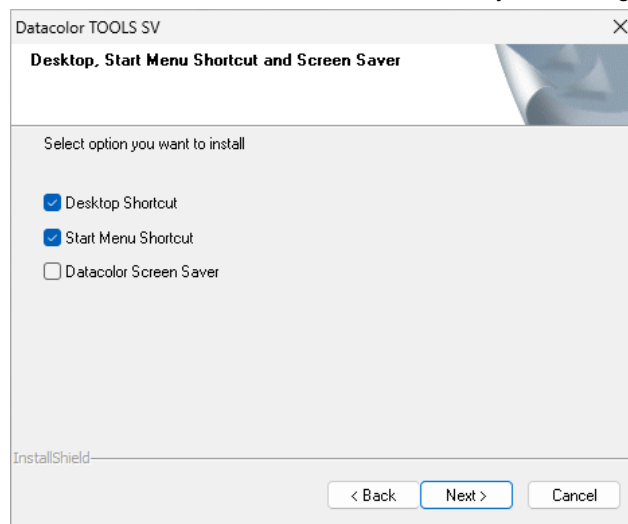 Datacolor TOOLS SV
Desktop, Start Menu Shortcut and Screen Saver
Select option you want to install
Desktop Shortcut
Start Menu Shortcut
Datacolor Screen Saver
InstallShield
< Back Next > Cancel